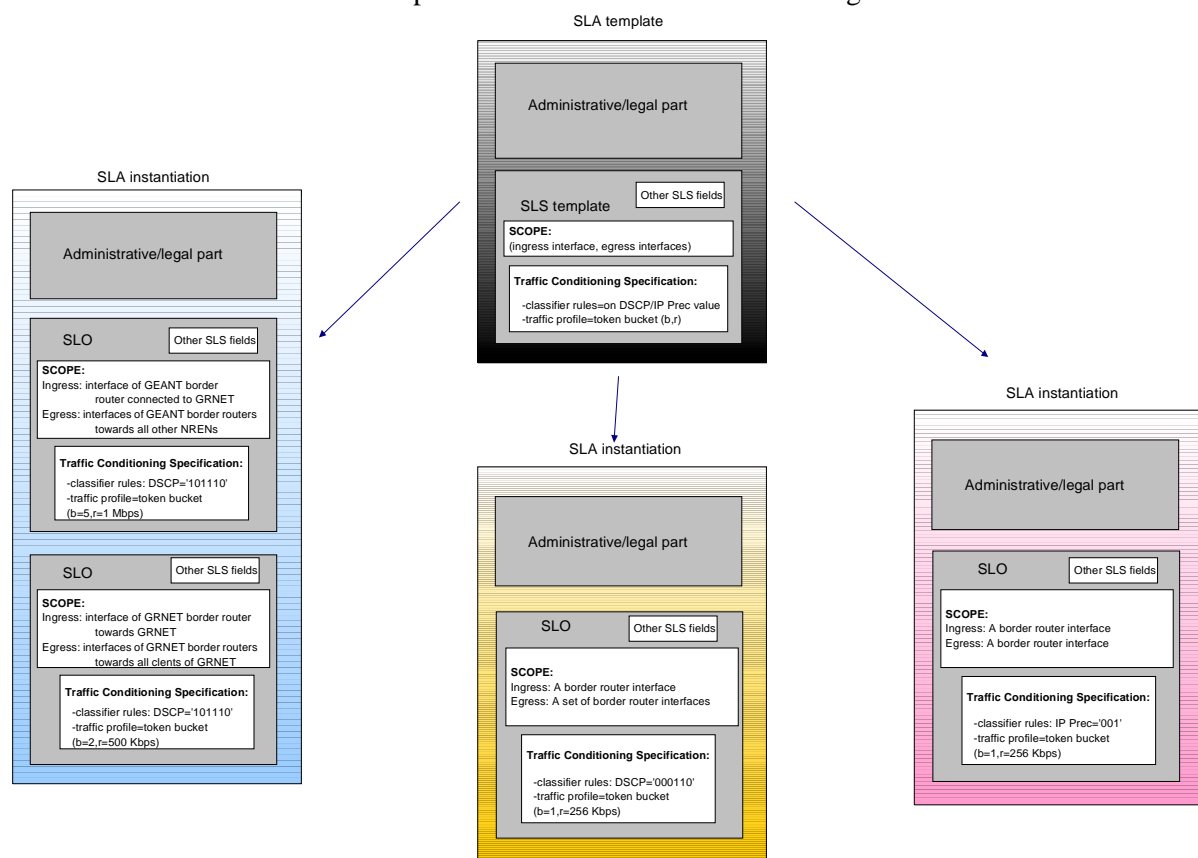 SLA template
Administrative/legal part
SLS template
Other SLS fields
SCOPE:
(ingress interface, egress interfaces)
Traffic Conditioning Specification:
-classifier rules=on DSCP/IP Prec value
-traffic profile=token bucket (b,r)
SLA instantiation
Administrative/legal part
SLO
Other SLS fields
SCOPE:
Ingress: interface of GEANT border
router connected to GRNET
Egress: interfaces of GEANT border routers
towards all other NRENs
Traffic Conditioning Specification:
-classifier rules: DSCP='101110'
-traffic profile=token bucket
(b=5,r=1 Mbps)
SLO
Other SLS fields
SCOPE:
Ingress: interface of GRNET border router
towards GRNET
Egress: interfaces of GRNET border routers
towards all clents of GRNET
Traffic Conditioning Specification:
-classifier rules: DSCP='101110'
-traffic profile=token bucket
(b=2,r=500 Kbps)
SLA instantiation
Administrative/legal part
SLO
Other SLS fields
SCOPE:
Ingress: A border router interface
Egress: A set of border router interfaces
Traffic Conditioning Specification:
-classifier rules: DSCP='000110'
-traffic profile=token bucket
(b=1,r=256 Kbps)
SLA instantiation
Administrative/legal part
SLO
Other SLS fields
SCOPE:
Ingress: A border router interface
Egress: A border router interface
Traffic Conditioning Specification:
-classifier rules: IP Prec='001'
-traffic profile=token bucket
(b=1,r=256 Kbps)